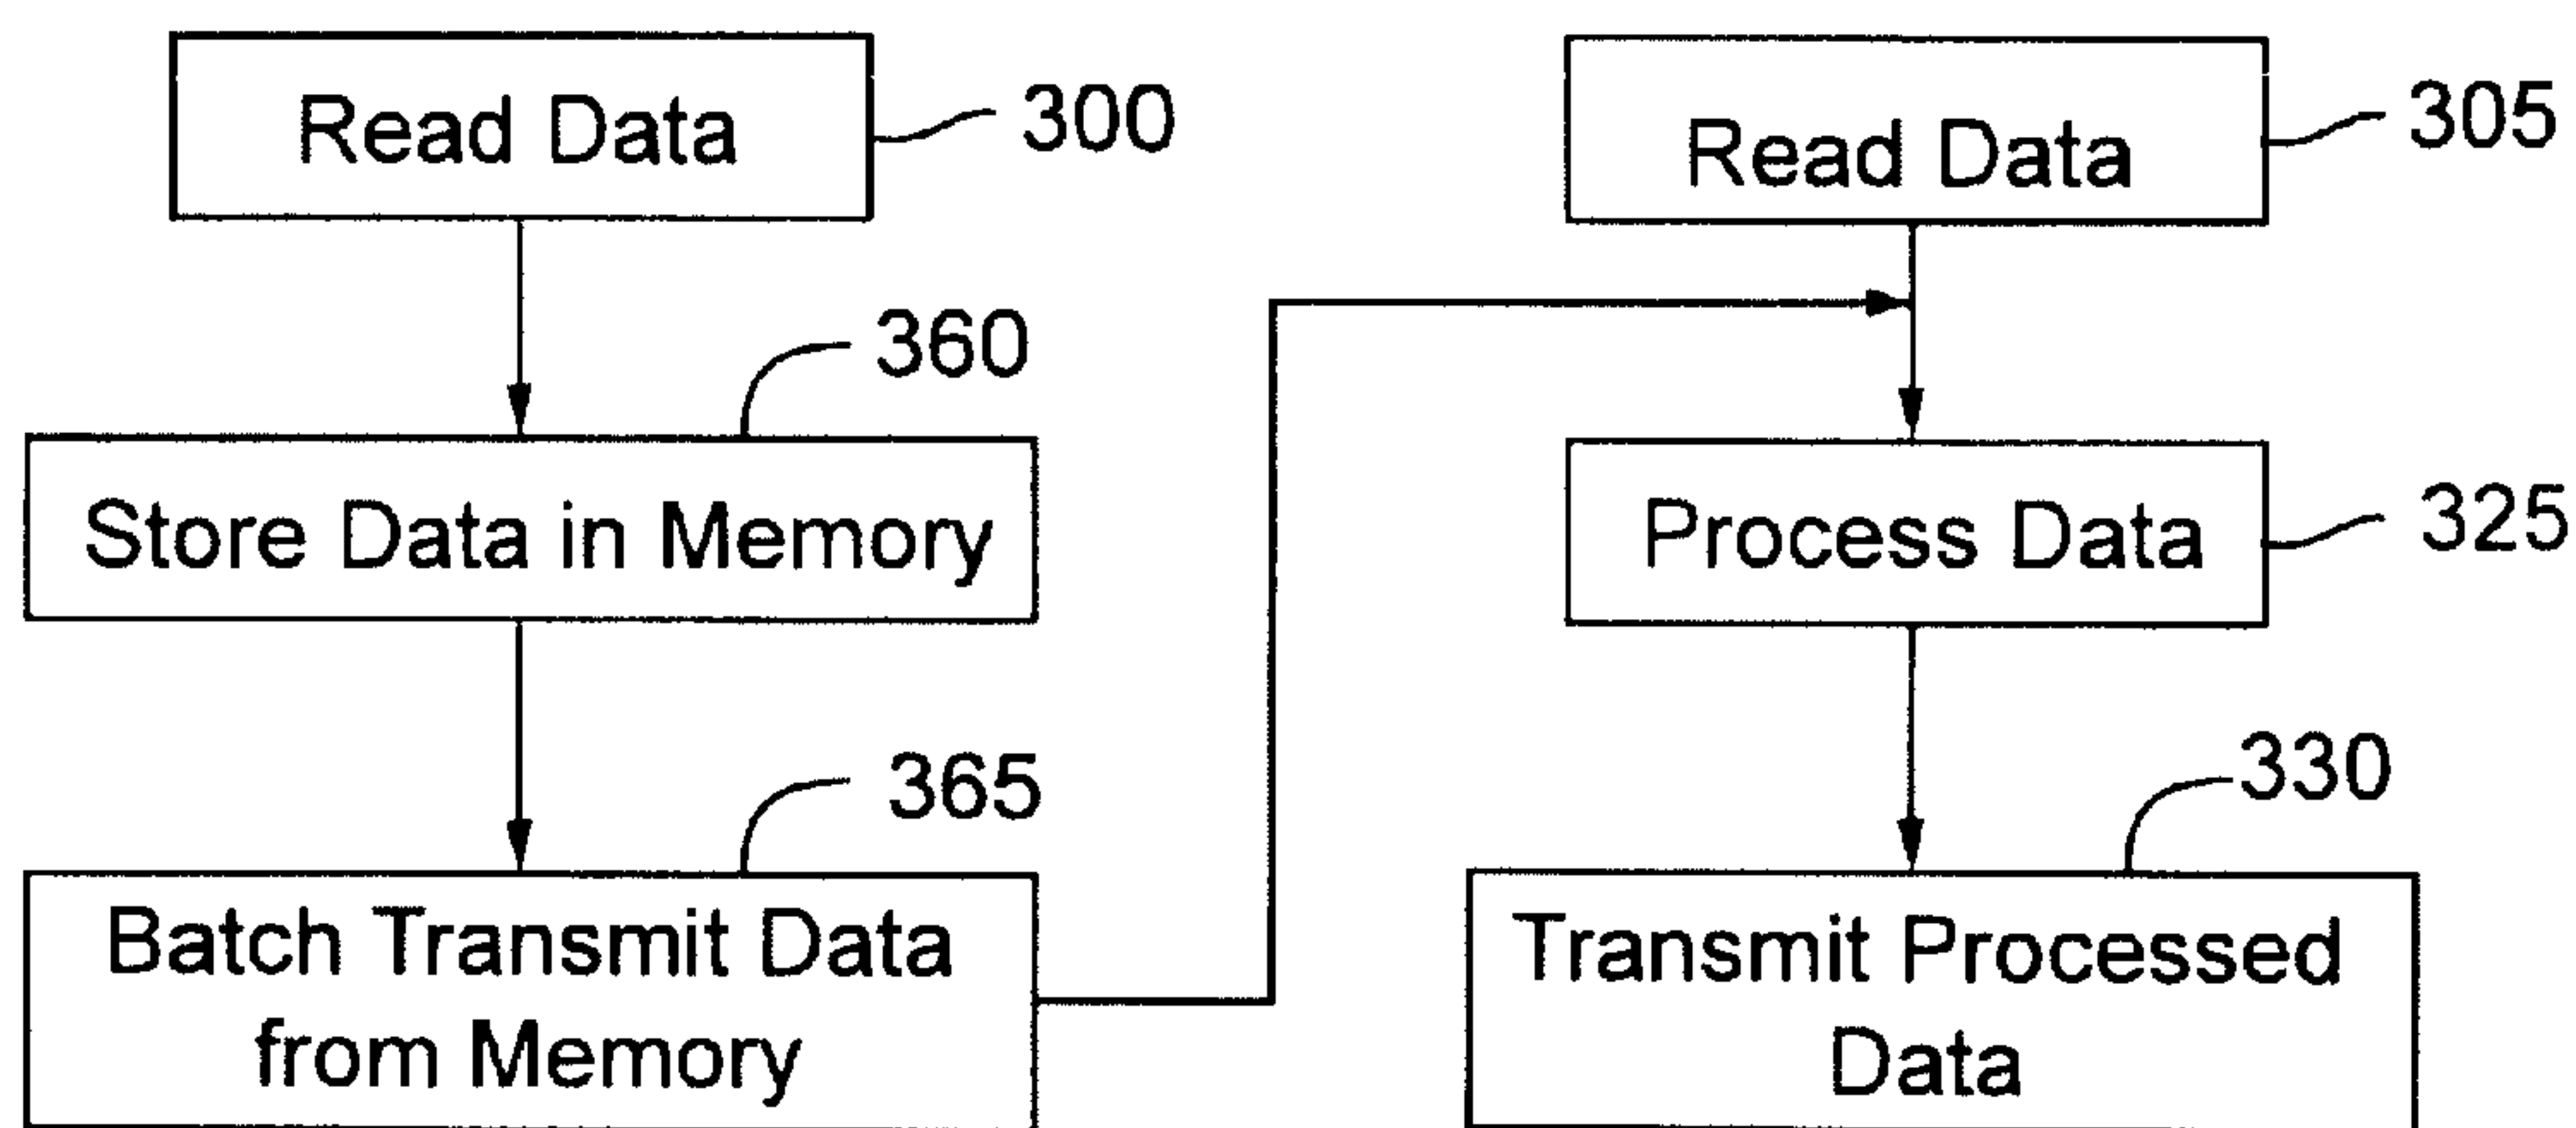 Read Data
300
Read Data
305
360
Store Data in Memory
Process Data
325
365
330
Batch Transmit Data
from Memory
Transmit Processed
Data